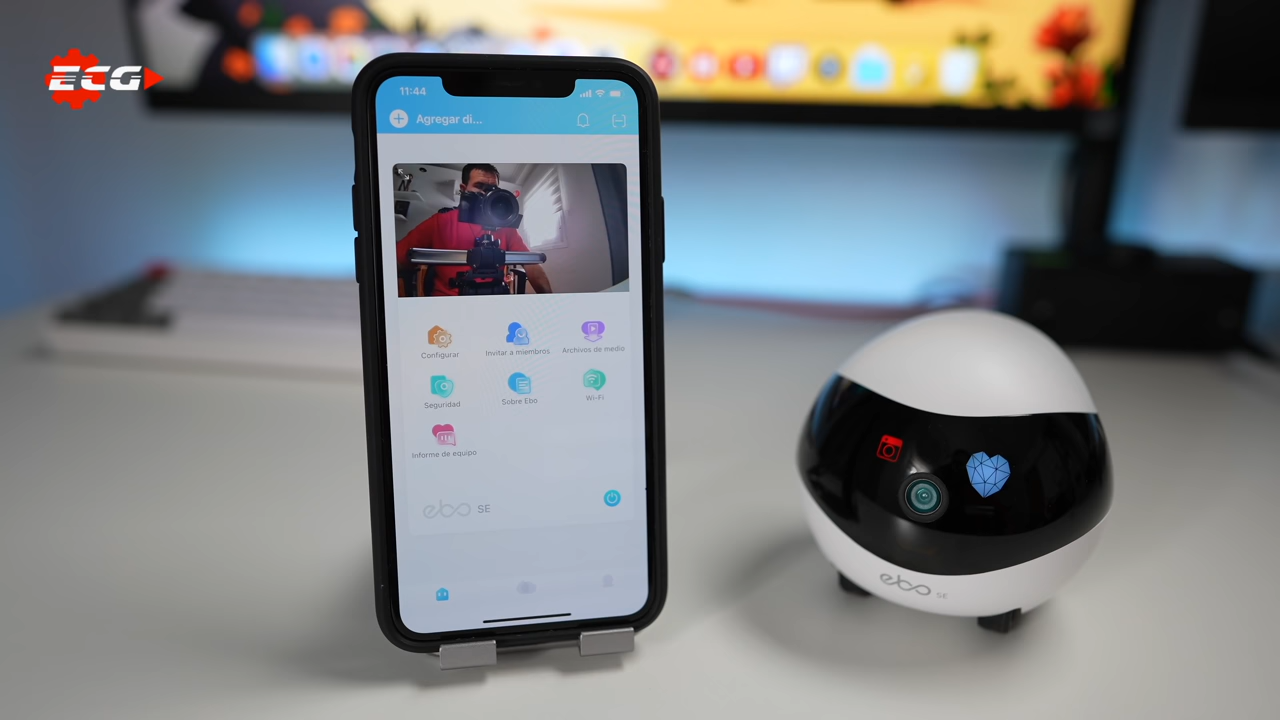 ECG
11:44
Agregar di...
Configurar
Invitar a miembros
Archivos de medio
Seguridad
Sobre Ebo
Wi-Fi
Informe de equipo
ebo SE
ebo SE